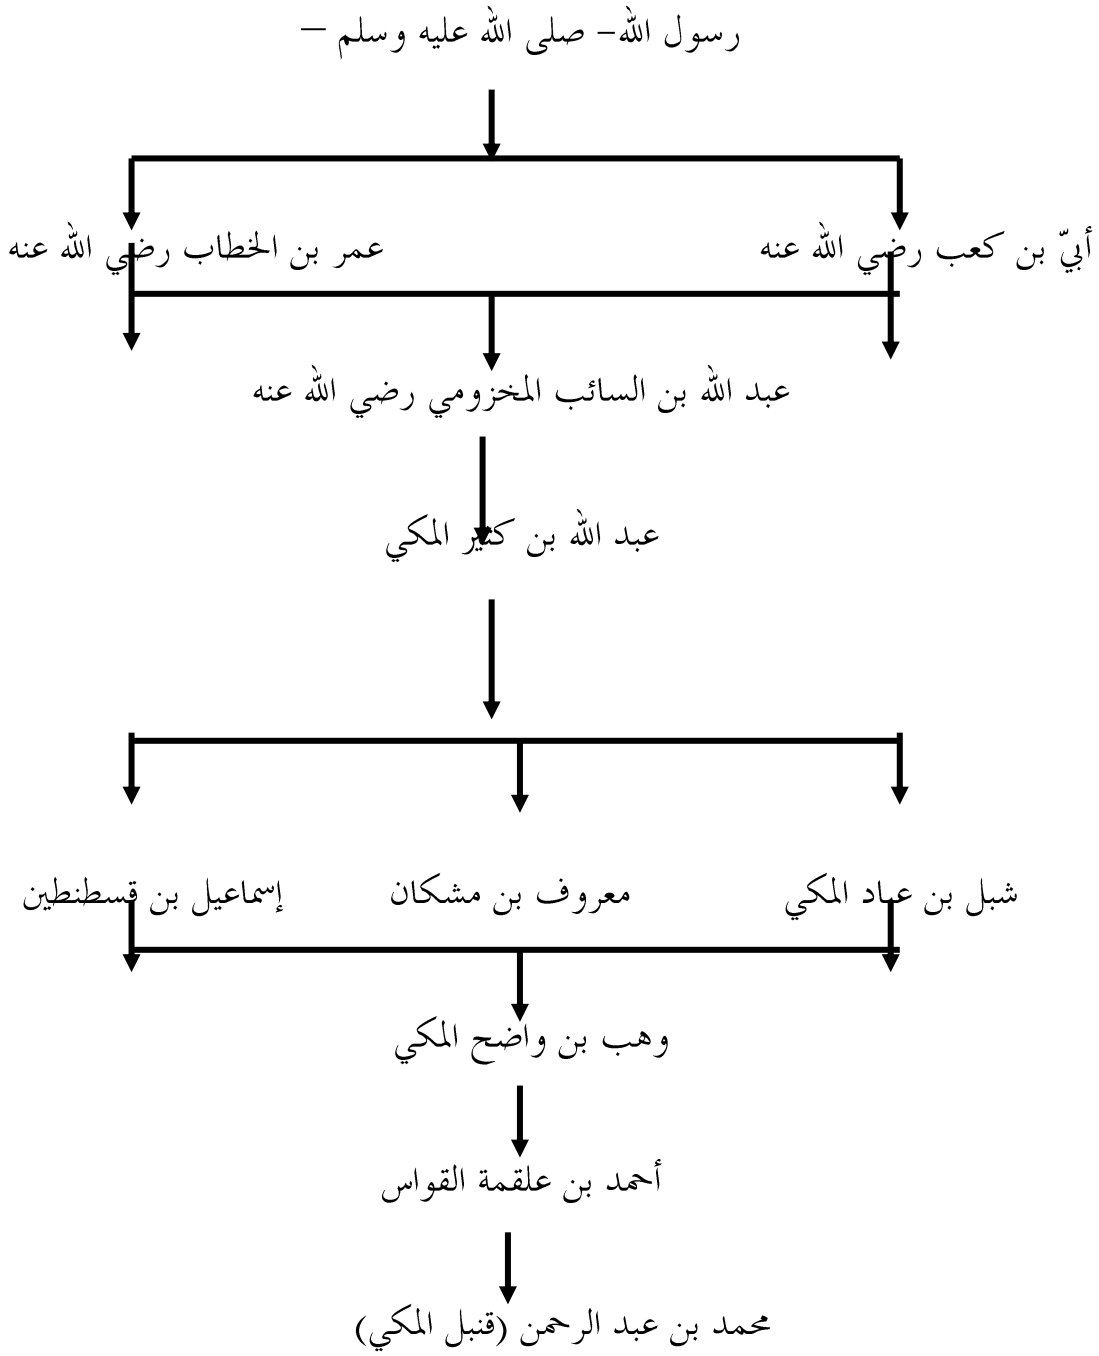 رسول الله– صلى الله عليه وسلم –
أبيّ بن كعب رضي الله عنه
عمر بن الخطاب رضي الله عنه
عبد الله بن السائب المخزومي رضي الله عنه
عبد الله بن كثير المكي
شبل بن عباد المكي
معروف بن مشكان
إسماعيل بن قسطنطين
وهب بن واضح المكي
أحمد بن علقمة القواس
محمد بن عبد الرحمن (قنبل المكي)